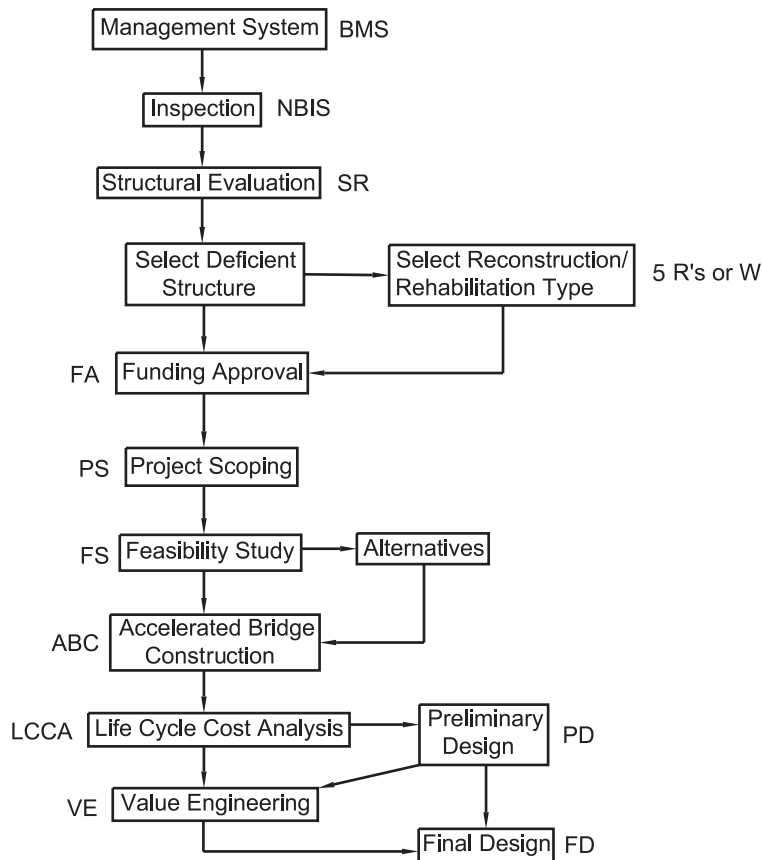 Management System
BMS
Inspection
NBIS
Structural Evaluation
SR
Select Deficient
Structure
Select Reconstruction/
Rehabilitation Type
5 R's or W
FA
Funding Approval
PS
Project Scoping
FS
Feasibility Study
Alternatives
ABC
Accelerated Bridge
Construction
LCCA
Life Cycle Cost Analysis
Preliminary
Design
PD
VE
Value Engineering
Final Design
FD